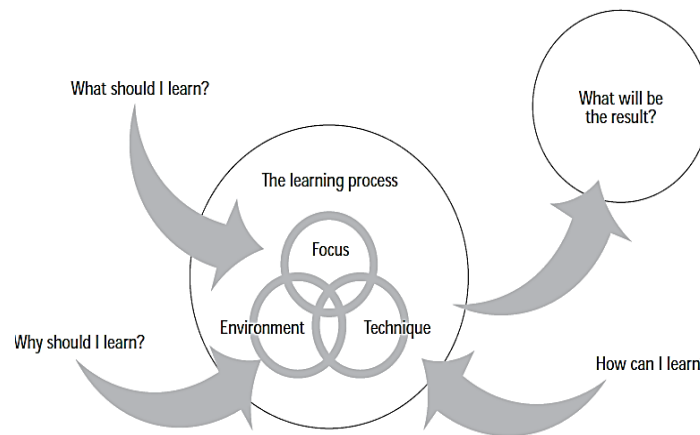 What should I learn?
What will be
the result?
The learning process
Focus
Environment
Technique
Why should I learn?
How can I learn